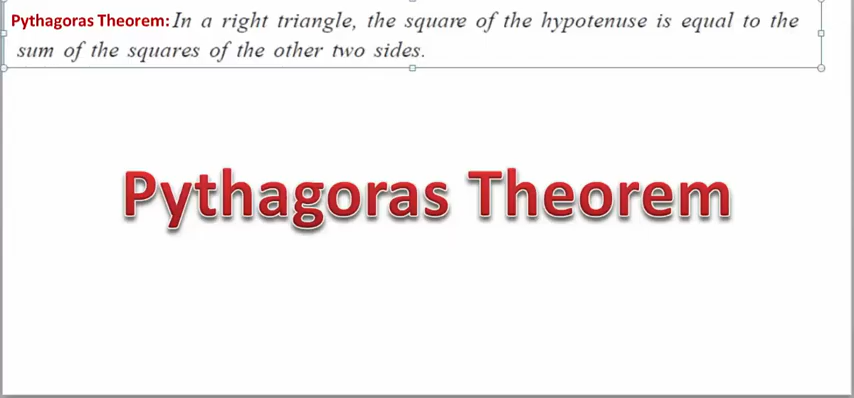 Pythagoras Theorem: In a right triangle, the square of the hypotenuse is equal to the
sum of the squares of the other two sides.
Pythagoras Theorem